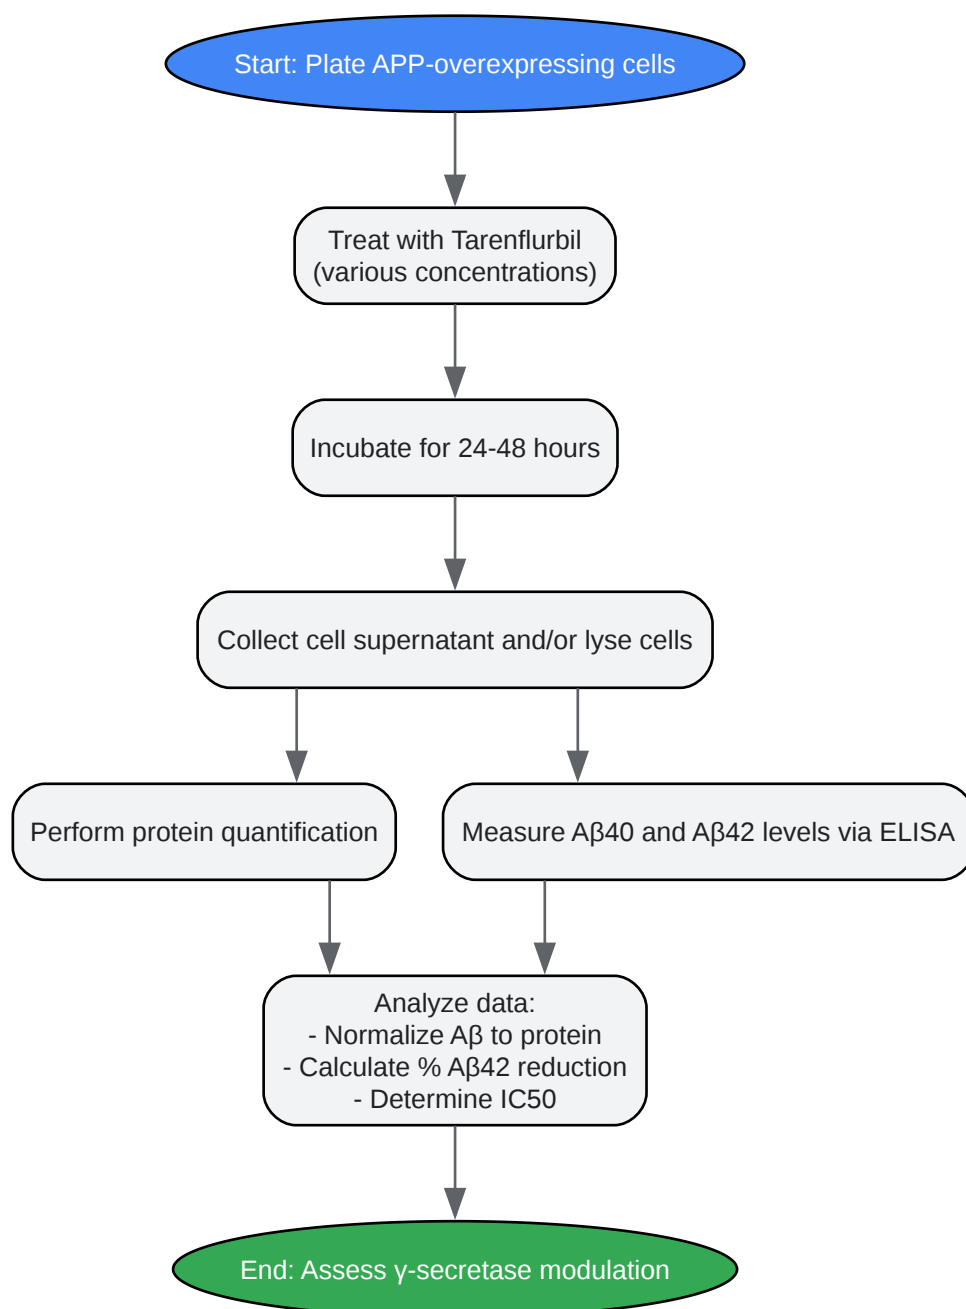 Start: Plate APP-overexpressing cells
Treat with Tarenflurbil
(various concentrations)
Incubate for 24-48 hours
Collect cell supernatant and/or lyse cells
Perform protein quantification
Measure Aβ40 and Aβ42 levels via ELISA
Analyze data:
- Normalize Aβ to protein
- Calculate % Aβ42 reduction
- Determine IC50
End: Assess γ-secretase modulation